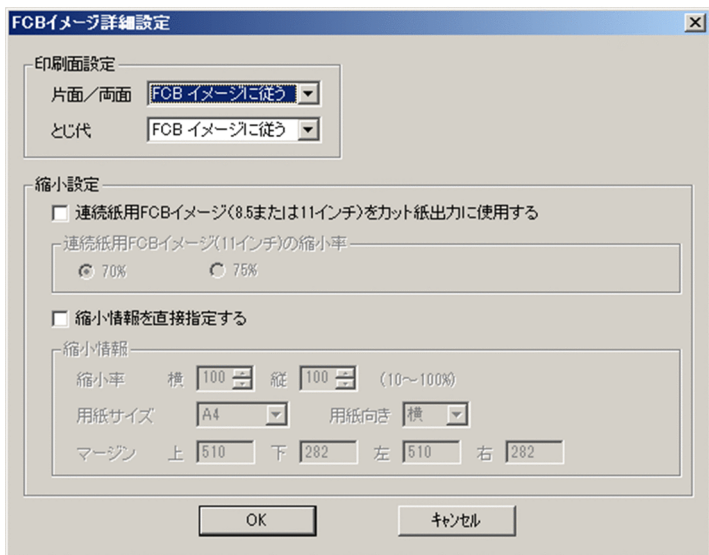 FCBイメージ詳細設定
印刷面設定
片面／両面 FCB イメージに従う
とじ代 FCB イメージに従う
縮小設定
連続紙用FCBイメージ(8.5または11インチ)をカット紙出力に使用する
連続紙用FCBイメージ(11インチ)の縮小率
70% 75%
縮小情報を直接指定する
縮小情報
縮小率 横 100 縦 100 (10～100%)
用紙サイズ A4 用紙向き 横
マージン 上 510 下 282 左 510 右 282
OK キャンセル